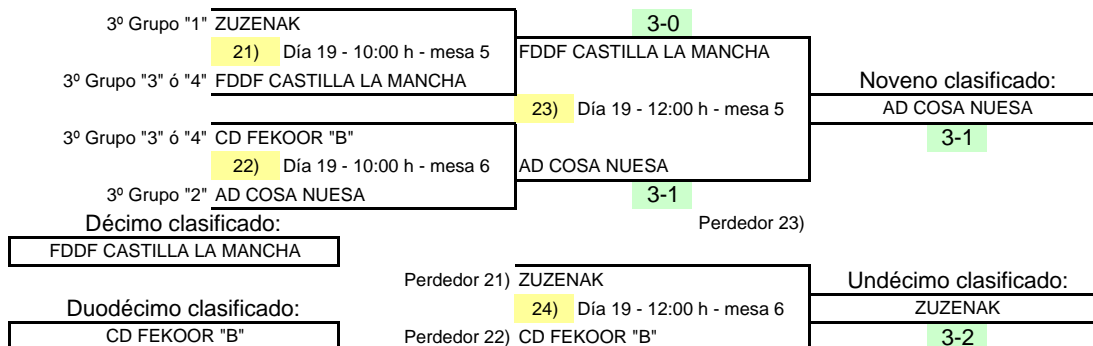 3º Grupo "1" ZUZENAK 3-0
21) Día 19 - 10:00 h - mesa 5 FDDF CASTILLA LA MANCHA
3º Grupo "3" ó "4" FDDF CASTILLA LA MANCHA Noveno clasificado:
23) Día 19 - 12:00 h - mesa 5 AD COSA NUESA
3º Grupo "3" ó "4" CD FEKOOR "B" 3-1
22) Día 19 - 10:00 h - mesa 6 AD COSA NUESA
3º Grupo "2" AD COSA NUESA 3-1
Décimo clasificado: Perdedor 23)
FDDF CASTILLA LA MANCHA
Perdedor 21) ZUZENAK Undécimo clasificado:
Duodécimo clasificado: 24) Día 19 - 12:00 h - mesa 6 ZUZENAK
CD FEKOOR "B" Perdedor 22) CD FEKOOR "B" 3-2